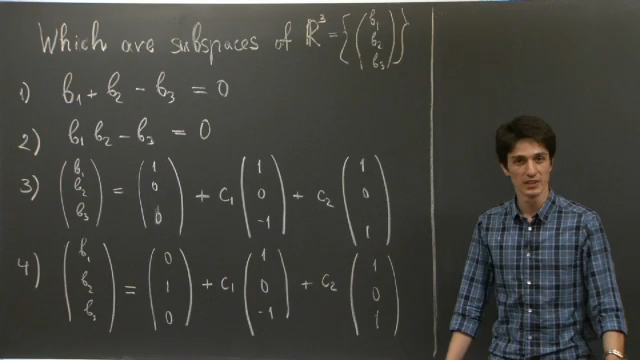 Which are subspaces of ℝ³ = {(b₁ b₂ b₃)}
1) b₁ + b₂ - b₃ = 0
2) b₁ b₂ - b₃ = 0
3) (b₁ b₂ b₃) = (1 0 0) + c₁ (1 0 -1) + c₂ (1 0 1)
4) (b₁ b₂ b₃) = (0 1 0) + c₁ (1 0 -1) + c₂ (1 0 1)